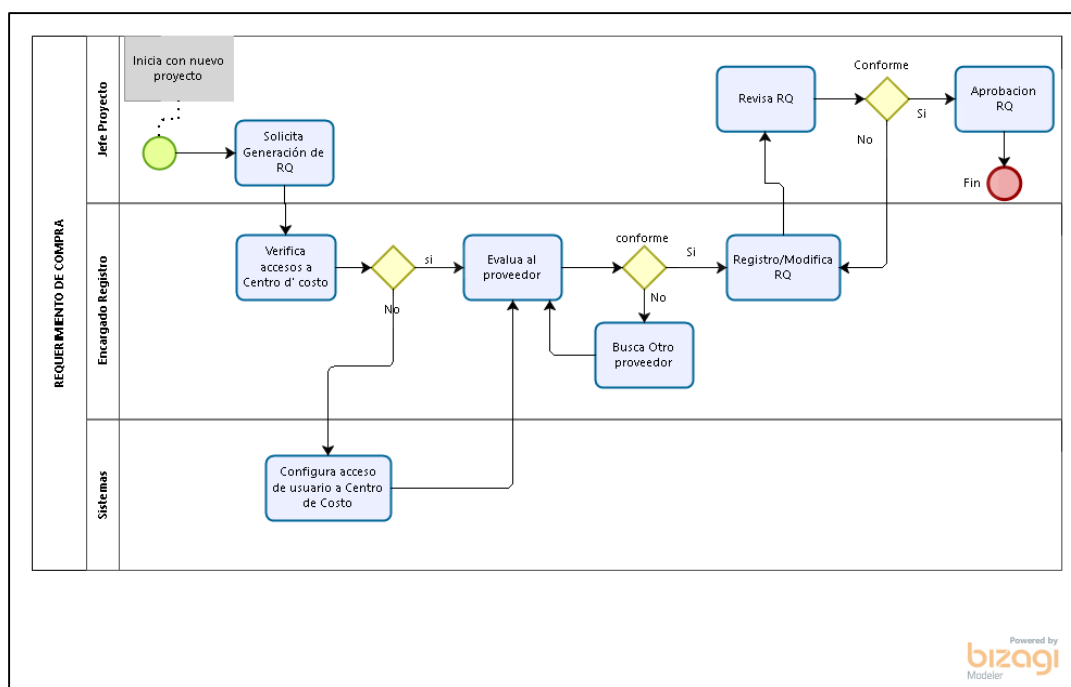 REQUERIMIENTO DE COMPRA
Jefe Proyecto
Inicia con nuevo
proyecto
Solicita
Generación de
RQ
Revisa RQ
Conforme
Si
No
Aprobacion
RQ
Fin
Encargado Registro
Verifica
accesos a
Centro d' costo
si
No
Evalua al
proveedor
conforme
Si
No
Busca Otro
proveedor
Registro/Modifica
RQ
Sistemas
Configura acceso
de usuario a Centro
de Costo
Powered by
bizagi
Modeler